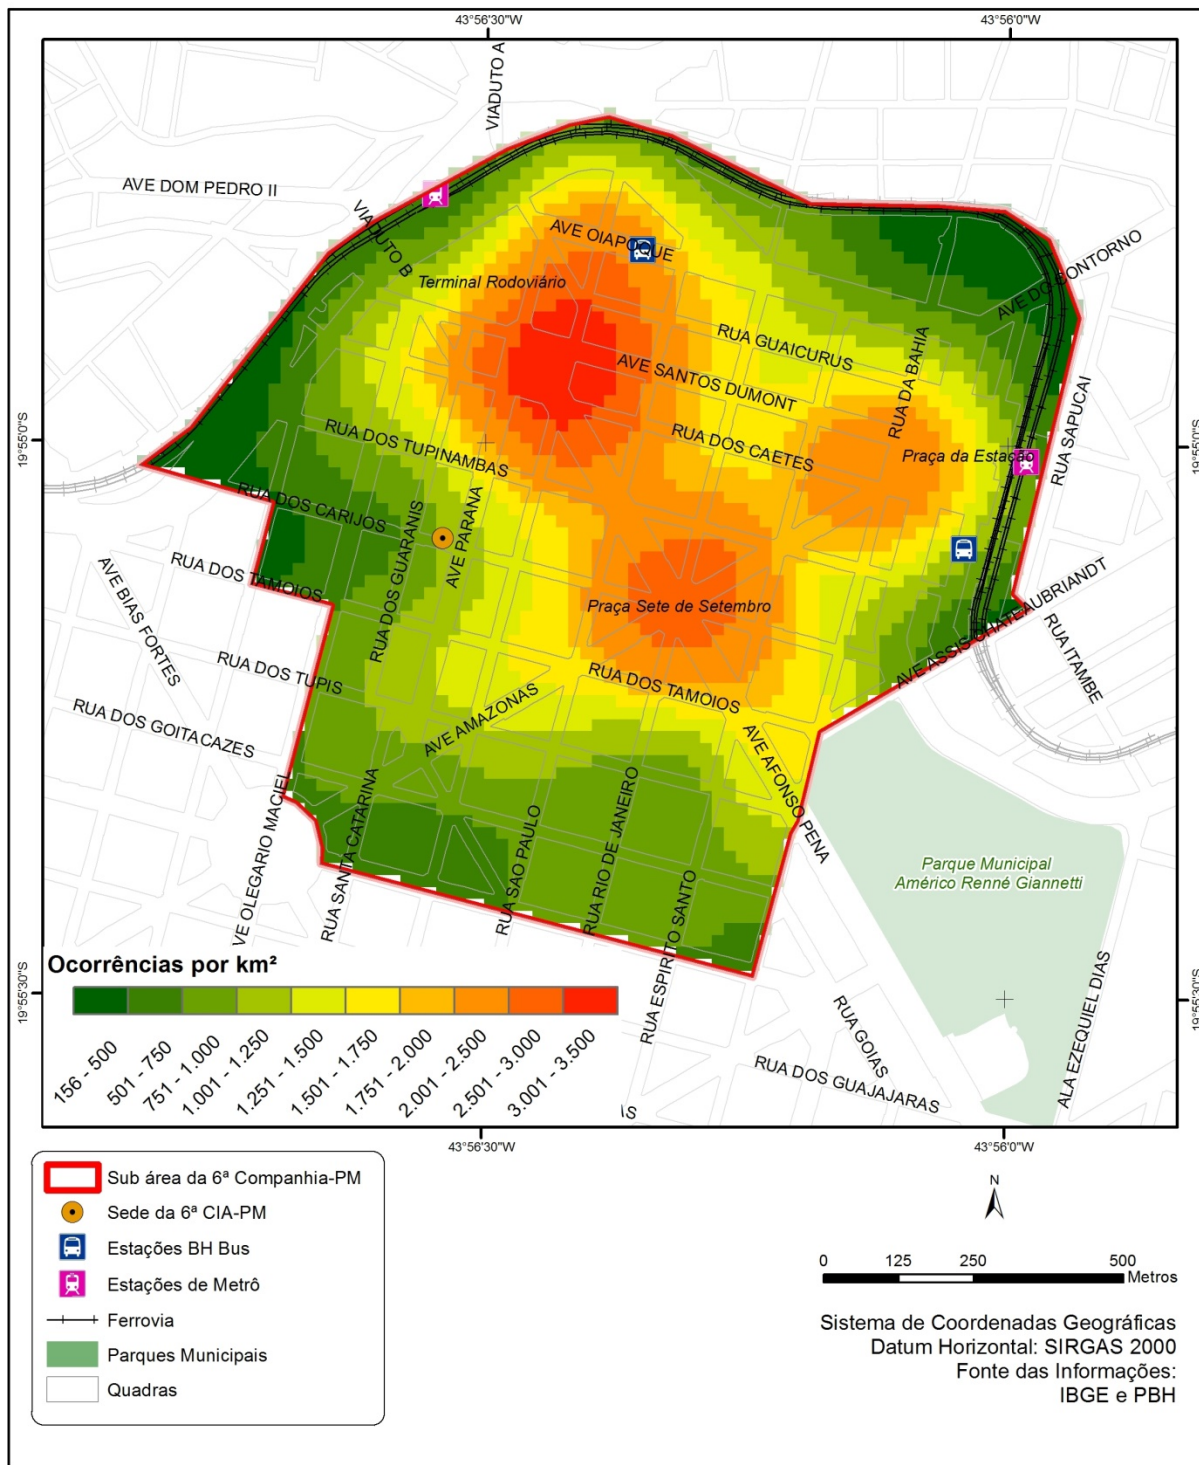 43°56'30"W
43°56'0"W
VIADUTO A
AVE DOM PEDRO II
VIADUTO B
AVE OIAPOQUE
AVE DO CONTORNO
Terminal Rodoviário
RUA GUAICURUS
RUA DA BAHIA
AVE SANTOS DUMONT
RUA SAPUCAI
19°55'0"S
19°55'0"S
RUA DOS TUPINAMBAS
RUA DOS CAETES
Praça da Estação
RUA DOS CARIJOS
RUA DOS GUARANIS
AVE PARANA
RUA DOS TAMOIOS
AVE BIAS FORTES
Praça Sete de Setembro
AVE ASSIS CHATEAUBRIANDT
RUA ITAMBE
RUA DOS TUPIS
RUA DOS TAMOIOS
RUA DOS GOITACAZES
AVE AMAZONAS
AVE AFONSO PENA
VE OLEGARIO MACIEL
RUA SANTA CATARINA
RUA SAO PAULO
RUA RIO DE JANEIRO
RUA ESPIRITO SANTO
Parque Municipal
Américo Renné Giannetti
Ocorrências por km²
156 - 500
501 - 750
751 - 1.000
1.001 - 1.250
1.251 - 1.500
1.501 - 1.750
1.751 - 2.000
2.001 - 2.500
2.501 - 3.000
3.001 - 3.500
19°55'30"S
19°55'30"S
RUA GOIAS
ALA EZEQUIEL DIAS
RUA DOS GUAJAJARAS
43°56'30"W
43°56'0"W
Sub área da 6ª Companhia-PM
Sede da 6ª CIA-PM
Estações BH Bus
Estações de Metrô
Ferrovia
Parques Municipais
Quadras
N
0 125 250 500
Metros
Sistema de Coordenadas Geográficas
Datum Horizontal: SIRGAS 2000
Fonte das Informações:
IBGE e PBH